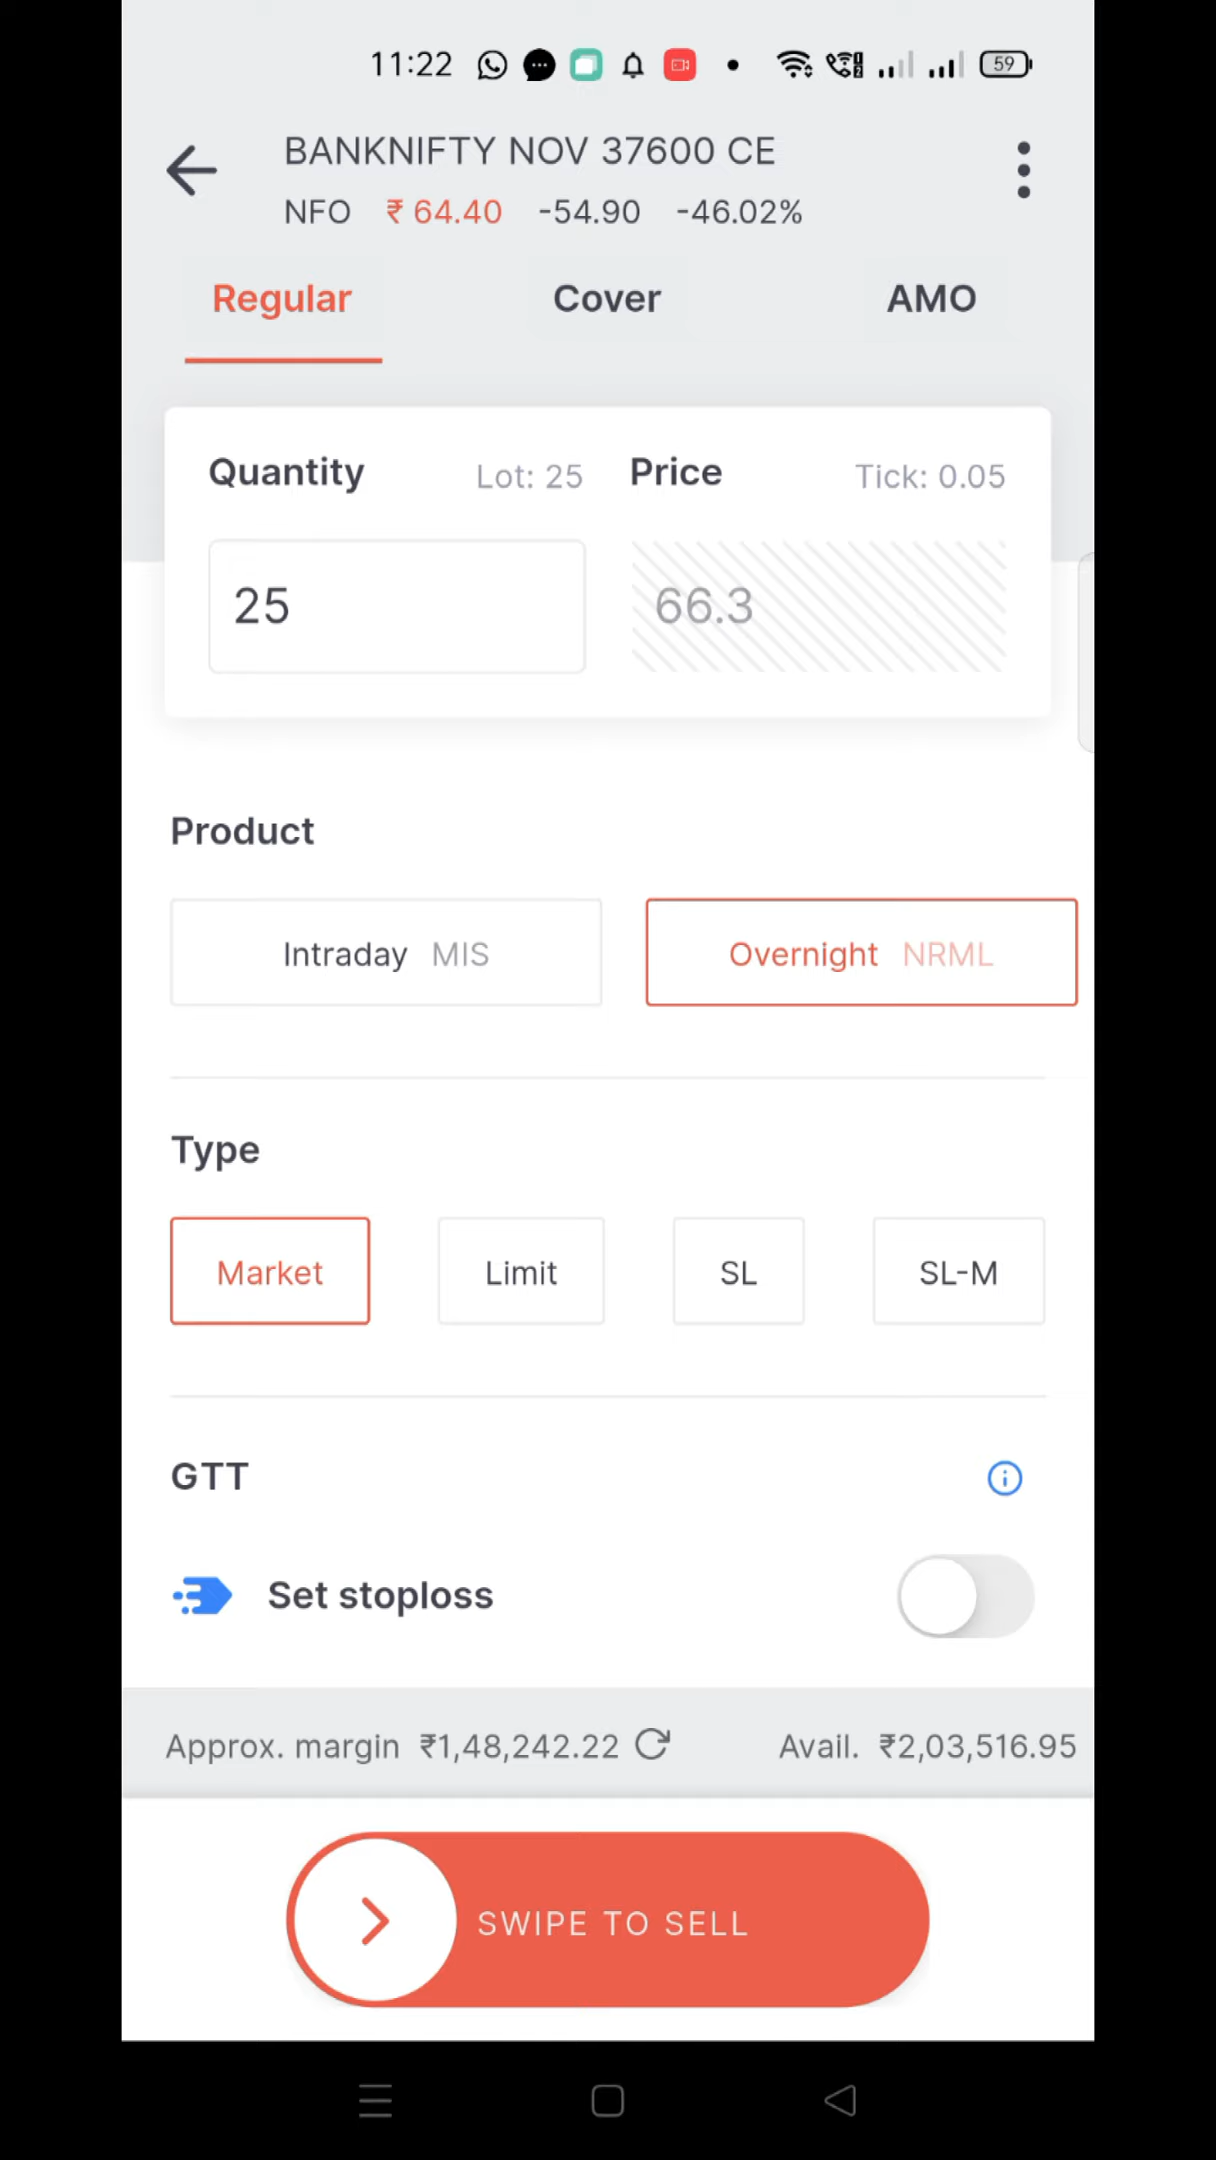 11:22 59
BANKNIFTY NOV 37600 CE
NFO ₹ 64.40 -54.90 -46.02%
Regular Cover AMO
Quantity Lot: 25 Price Tick: 0.05
25 66.3
Product
Intraday MIS Overnight NRML
Type
Market Limit SL SL-M
GTT
Set stoploss
Approx. margin ₹1,48,242.22 Avail. ₹2,03,516.95
SWIPE TO SELL